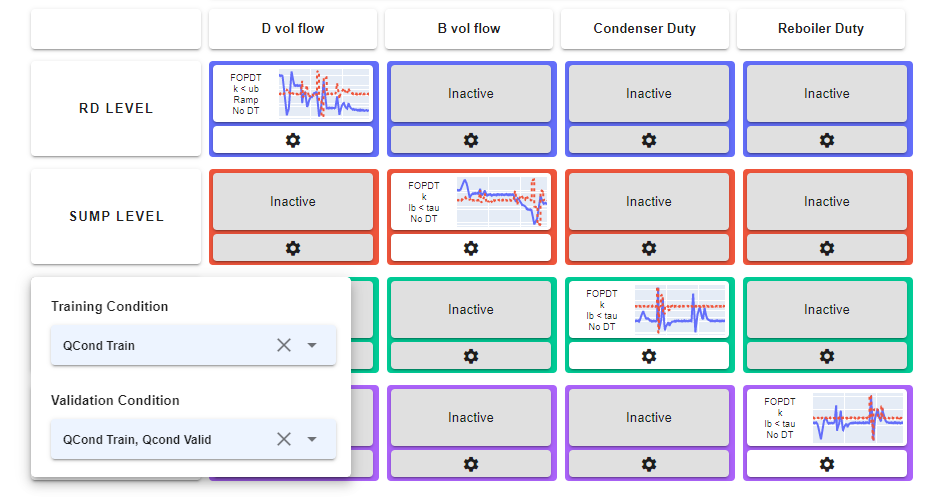 D vol flow
B vol flow
Condenser Duty
Reboiler Duty
RD LEVEL
FOPDT
k < ub
Ramp
No DT
Inactive
Inactive
Inactive
SUMP LEVEL
Inactive
FOPDT
k
lb < tau
No DT
Inactive
Inactive
Training Condition
QCond Train
Validation Condition
QCond Train, Qcond Valid
Inactive
FOPDT
k
lb < tau
No DT
Inactive
Inactive
Inactive
FOPDT
k
lb < tau
No DT